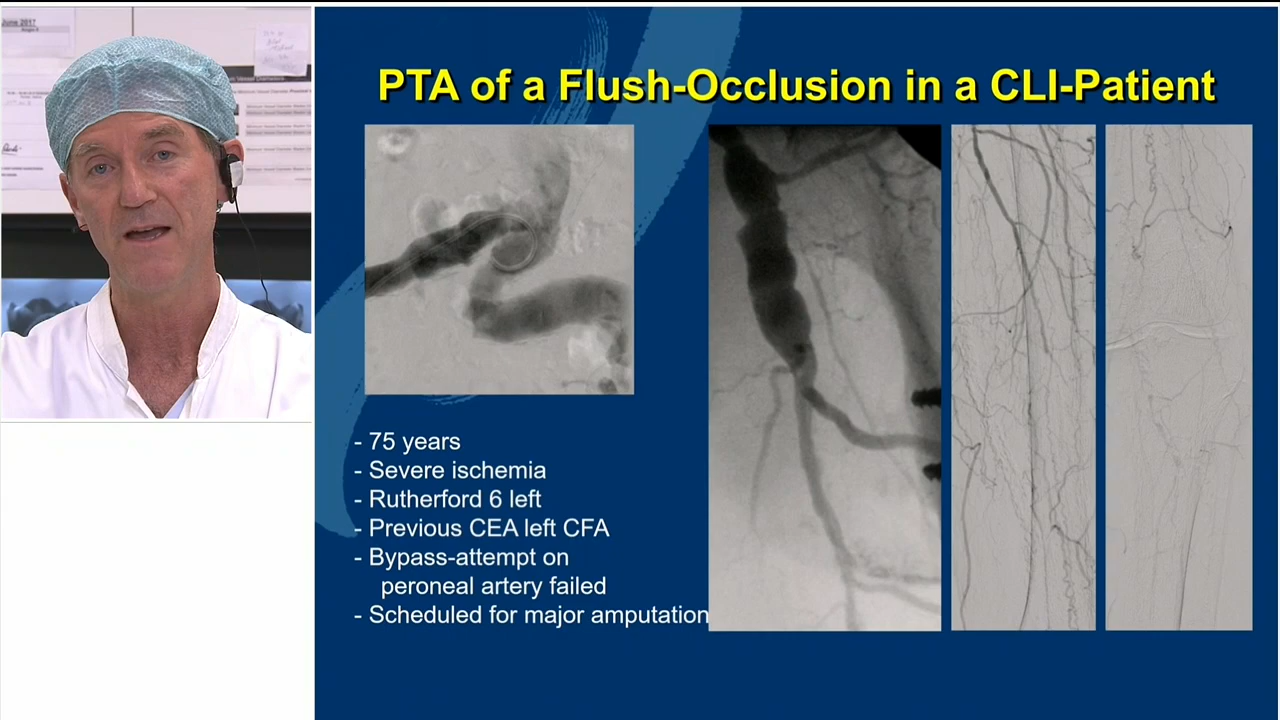 June 2017
PTA of a Flush-Occlusion in a CLI-Patient
- 75 years
- Severe ischemia
- Rutherford 6 left
- Previous CEA left CFA
- Bypass-attempt on
peroneal artery failed
- Scheduled for major amputation